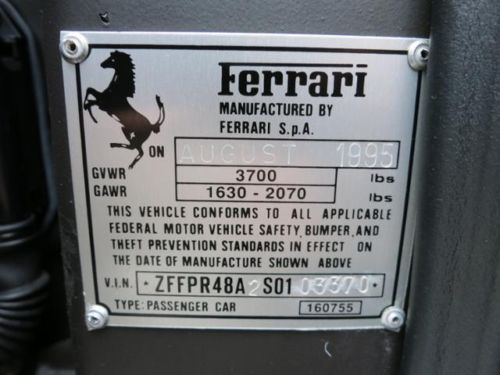 Ferrari
MANUFACTURED BY
FERRARI S.p.A.
ON AUGUST 1995
GVWR 3700 lbs
GAWR 1630 - 2070 lbs
THIS VEHICLE CONFORMS TO ALL APPLICABLE
FEDERAL MOTOR VEHICLE SAFETY, BUMPER, AND
THEFT PREVENTION STANDARDS IN EFFECT ON
THE DATE OF MANUFACTURE SHOWN ABOVE
V.I.N. * ZFFPR48A2S0103370 *
TYPE: PASSENGER CAR 160755